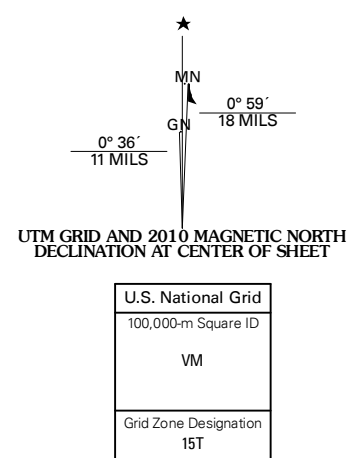 ★
MN
0° 59´
18 MILS
GN
0° 36´
11 MILS
UTM GRID AND 2010 MAGNETIC NORTH
DECLINATION AT CENTER OF SHEET
U.S. National Grid
100,000-m Square ID
VM
Grid Zone Designation
15T